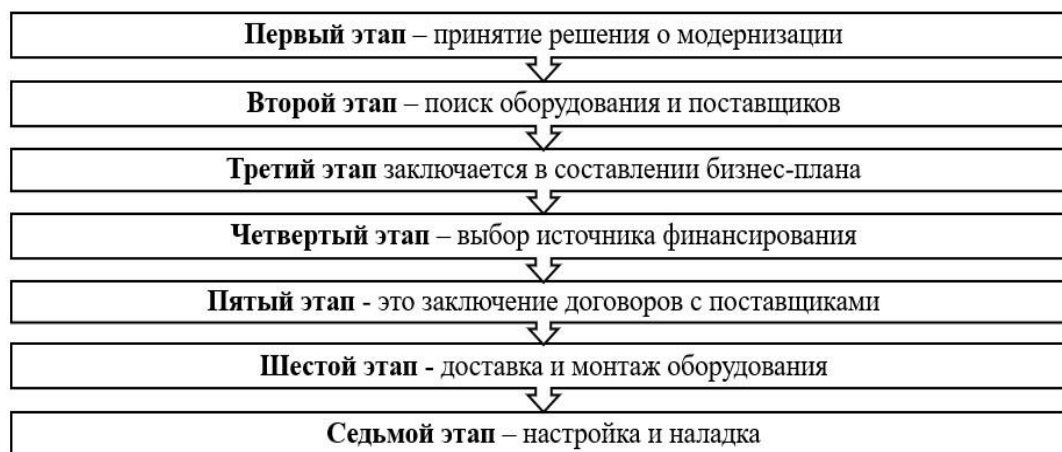 Первый этап – принятие решения о модернизации
Второй этап – поиск оборудования и поставщиков
Третий этап заключается в составлении бизнес-плана
Четвертый этап – выбор источника финансирования
Пятый этап - это заключение договоров с поставщиками
Шестой этап - доставка и монтаж оборудования
Седьмой этап – настройка и наладка